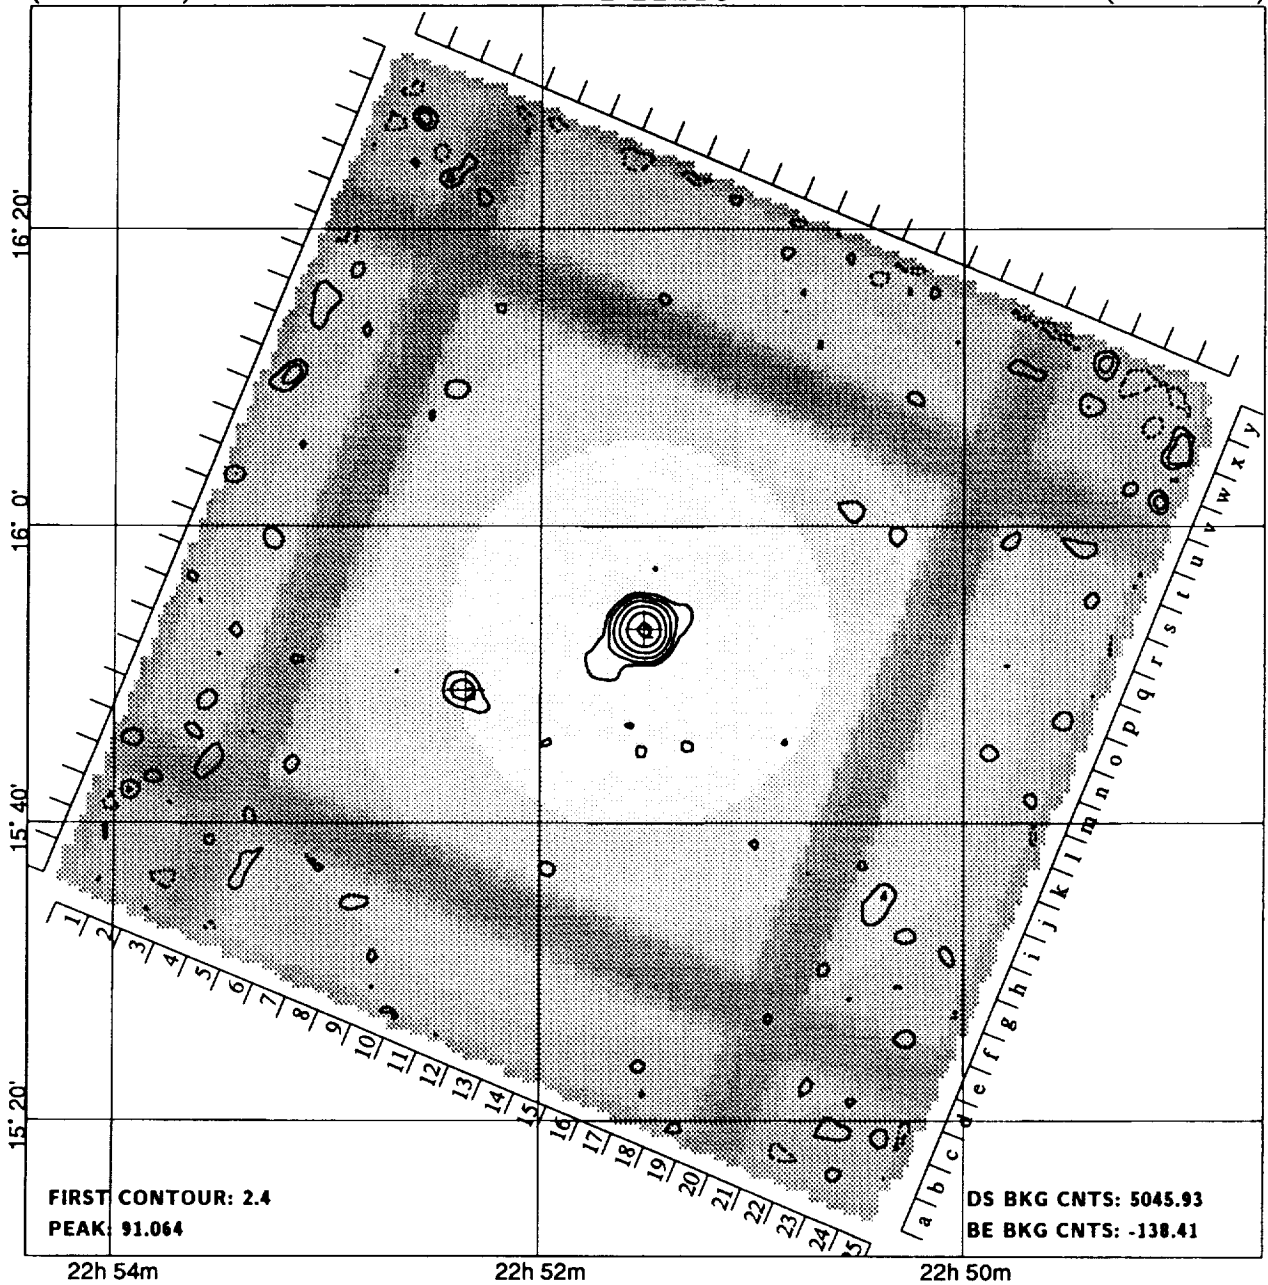 16° 20'
16° 0'
15° 40'
15° 20'
y
x
w
v
u
t
s
r
q
p
o
n
m
l
k
j
i
h
g
f
e
d
c
b
a
1
2
3
4
5
6
7
8
9
10
11
12
13
14
15
16
17
18
19
20
21
22
23
24
25
FIRST CONTOUR: 2.4
PEAK: 91.064
DS BKG CNTS: 5045.93
BE BKG CNTS: -138.41
22h 54m
22h 52m
22h 50m